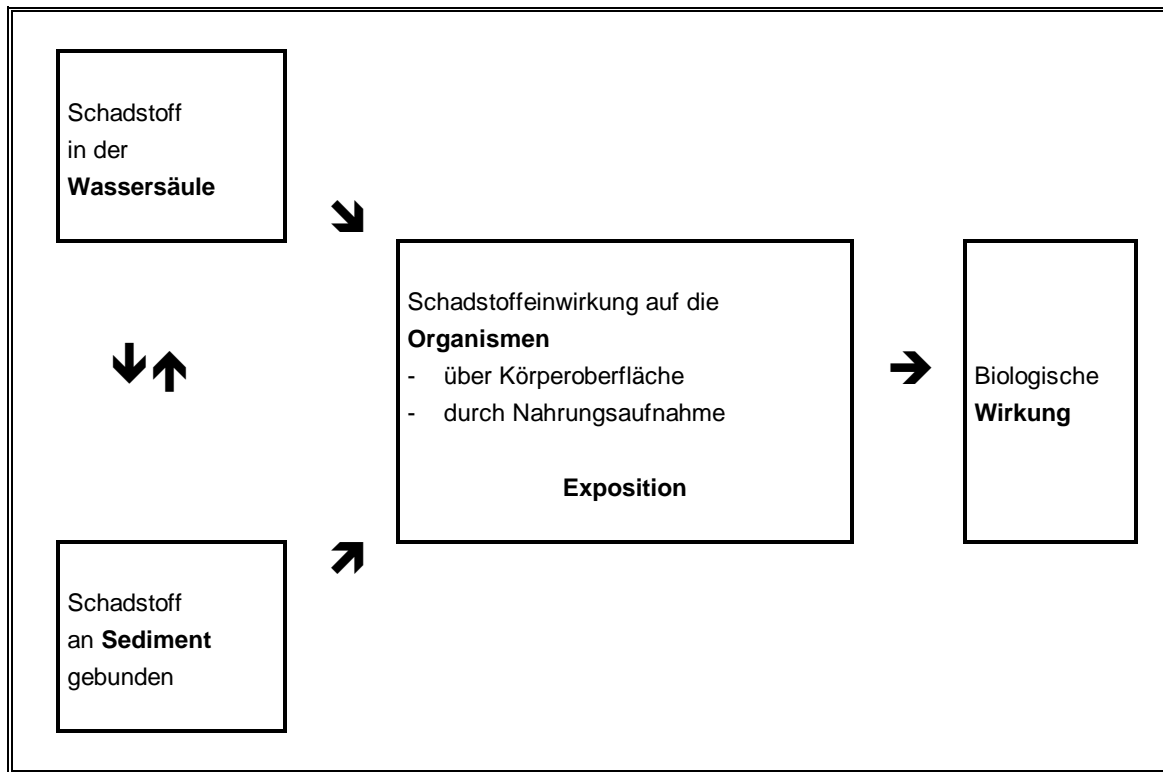 Schadstoff
in der
Wassersäule
Schadstoffeinwirkung auf die
Organismen
- über Körperoberfläche
- durch Nahrungsaufnahme
Exposition
Biologische
Wirkung
Schadstoff
an Sediment
gebunden